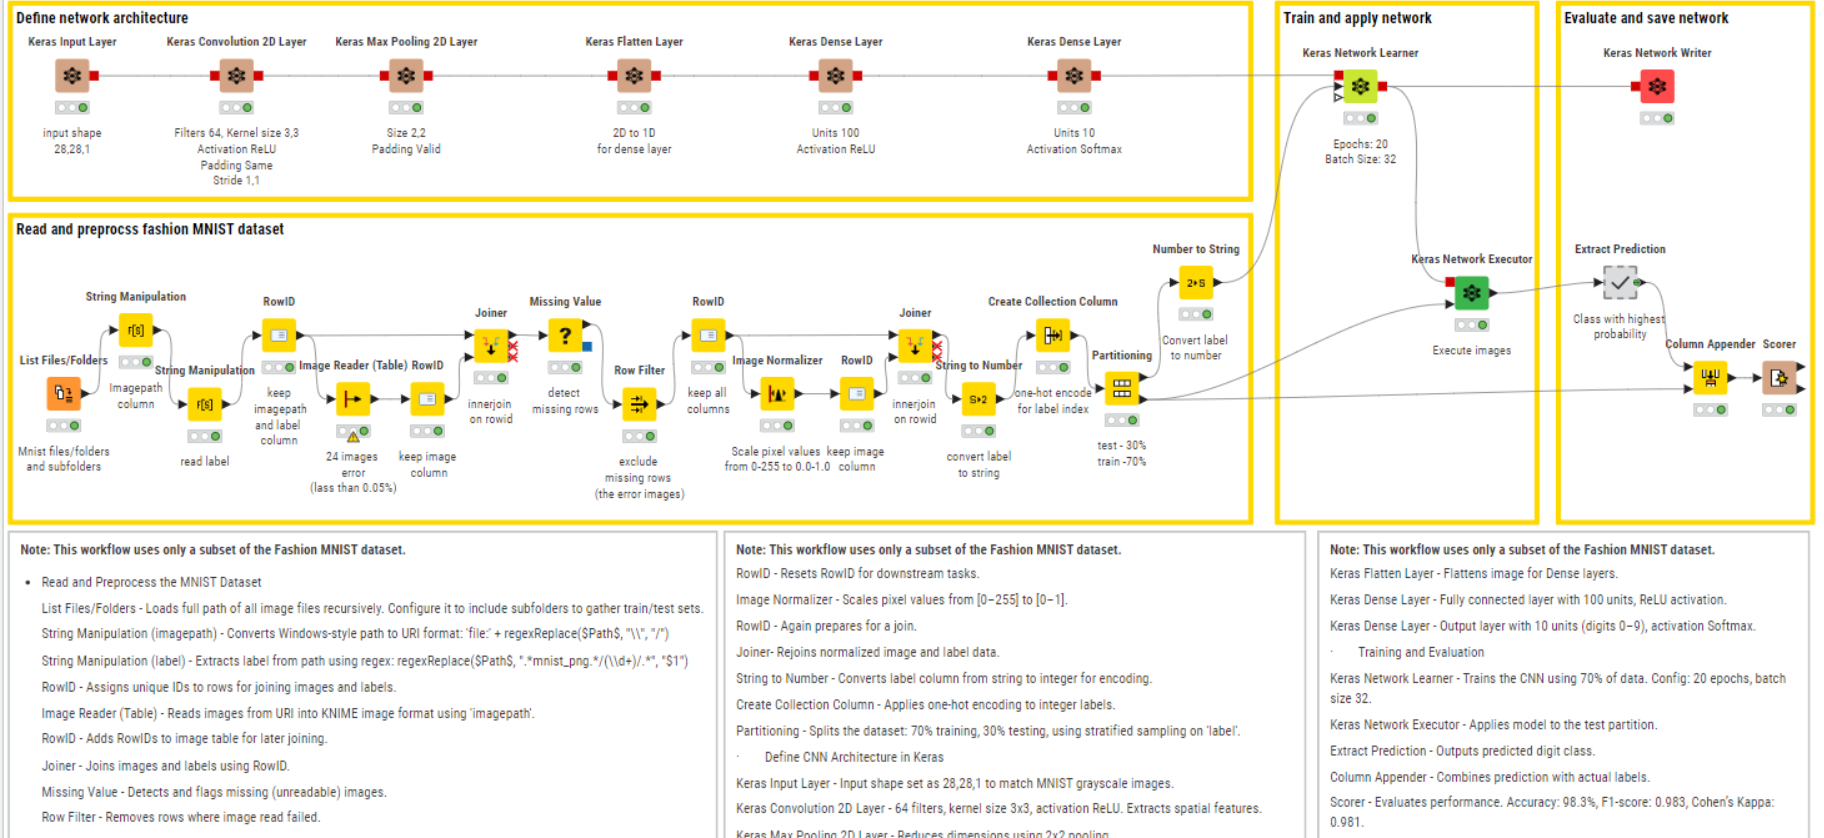 Define network architecture
Keras Input Layer
Keras Convolution 2D Layer
Keras Max Pooling 2D Layer
Keras Flatten Layer
Keras Dense Layer
Keras Dense Layer
input shape
28,28,1
Filters 64, Kernel size 3,3
Activation ReLU
Padding Same
Stride 1,1
Size 2,2
Padding Valid
2D to 1D
for dense layer
Units 100
Activation ReLU
Units 10
Activation Softmax
Train and apply network
Keras Network Learner
Epochs: 20
Batch Size: 32
Keras Network Executor
Execute images
Evaluate and save network
Keras Network Writer
Extract Prediction
Class with highest
probability
Column Appender
Scorer
Read and preprocss fashion MNIST dataset
List Files/Folders
Mnist files/folders
and subfolders
String Manipulation
r[s]
Imagepath
column
String Manipulation
r[s]
read label
RowID
keep
imagepath
and label
column
Image Reader (Table)
24 images
error
(less than 0.05%)
RowID
keep image
column
Joiner
innerjoin
on rowid
Missing Value
?
detect
missing rows
Row Filter
exclude
missing rows
(the error images)
RowID
keep all
columns
Image Normalizer
Scale pixel values
from 0-255 to 0.0-1.0
RowID
keep image
column
Joiner
innerjoin
on rowid
String to Number
S▸2
convert label
to string
Create Collection Column
one-hot encode
for label index
Partitioning
test - 30%
train -70%
Number to String
2▸S
Convert label
to number
Note: This workflow uses only a subset of the Fashion MNIST dataset.
• Read and Preprocess the MNIST Dataset
List Files/Folders - Loads full path of all image files recursively. Configure it to include subfolders to gather train/test sets.
String Manipulation (imagepath) - Converts Windows-style path to URI format: 'file:' + regexReplace($Path$, "\\", "/")
String Manipulation (label) - Extracts label from path using regex: regexReplace($Path$, ".*mnist_png.*/(\\d+)/.*", "$1")
RowID - Assigns unique IDs to rows for joining images and labels.
Image Reader (Table) - Reads images from URI into KNIME image format using 'imagepath'.
RowID - Adds RowIDs to image table for later joining.
Joiner - Joins images and labels using RowID.
Missing Value - Detects and flags missing (unreadable) images.
Row Filter - Removes rows where image read failed.
Note: This workflow uses only a subset of the Fashion MNIST dataset.
RowID - Resets RowID for downstream tasks.
Image Normalizer - Scales pixel values from [0–255] to [0–1].
RowID - Again prepares for a join.
Joiner- Rejoins normalized image and label data.
String to Number - Converts label column from string to integer for encoding.
Create Collection Column - Applies one-hot encoding to integer labels.
Partitioning - Splits the dataset: 70% training, 30% testing, using stratified sampling on 'label'.
· Define CNN Architecture in Keras
Keras Input Layer - Input shape set as 28,28,1 to match MNIST grayscale images.
Keras Convolution 2D Layer - 64 filters, kernel size 3x3, activation ReLU. Extracts spatial features.
Keras Max Pooling 2D Layer - Reduces dimensions using 2x2 pooling.
Note: This workflow uses only a subset of the Fashion MNIST dataset.
Keras Flatten Layer - Flattens image for Dense layers.
Keras Dense Layer - Fully connected layer with 100 units, ReLU activation.
Keras Dense Layer - Output layer with 10 units (digits 0–9), activation Softmax.
· Training and Evaluation
Keras Network Learner - Trains the CNN using 70% of data. Config: 20 epochs, batch
size 32.
Keras Network Executor - Applies model to the test partition.
Extract Prediction - Outputs predicted digit class.
Column Appender - Combines prediction with actual labels.
Scorer - Evaluates performance. Accuracy: 98.3%, F1-score: 0.983, Cohen's Kappa:
0.981.